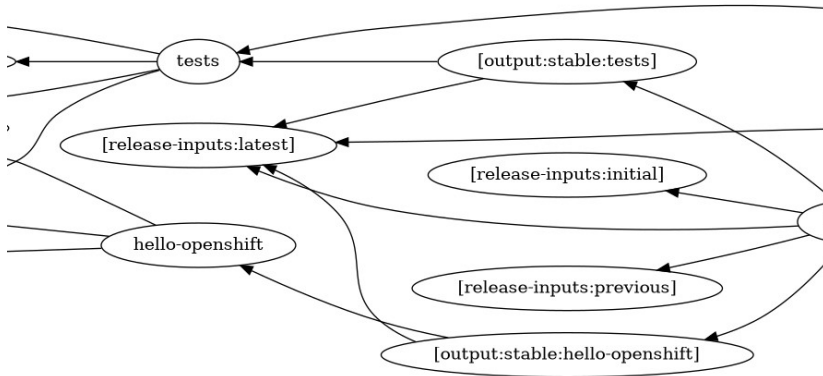 tests
[output:stable:tests]
[release-inputs:latest]
[release-inputs:initial]
hello-openshift
[release-inputs:previous]
[output:stable:hello-openshift]